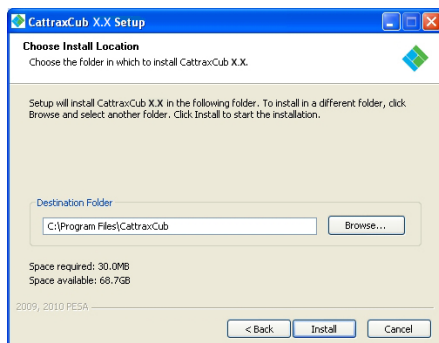 CattraxCub X.X Setup
Choose Install Location
Choose the folder in which to install CattraxCub X.X.
Setup will install CattraxCub X.X in the following folder. To install in a different folder, click
Browse and select another folder. Click Install to start the installation.
Destination Folder
C:\Program Files\CattraxCub
Browse...
Space required: 30.0MB
Space available: 68.7GB
2009, 2010 PESA
< Back
Install
Cancel